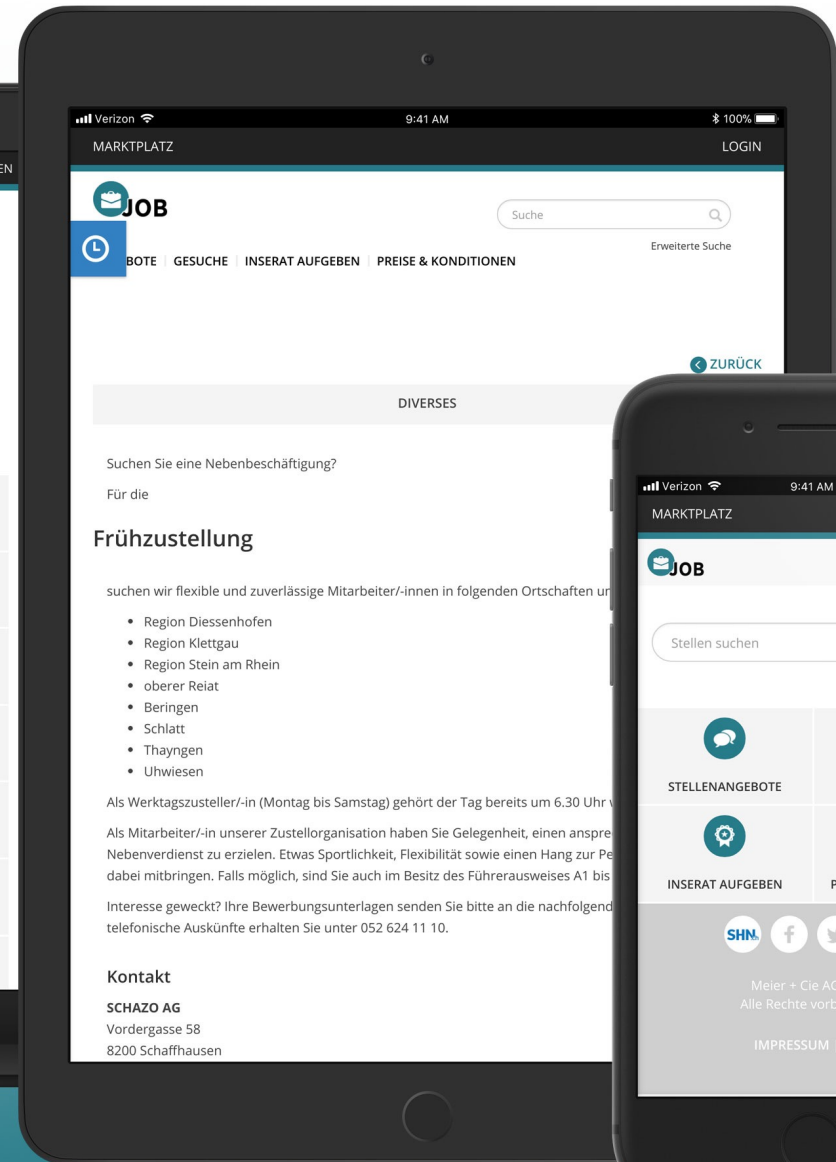 EN
Verizon 9:41 AM 100%
MARKTPLATZ LOGIN
JOB
Suche
Erweiterte Suche
BOTE GESUCHE INSERAT AUFGEBEN PREISE & KONDITIONEN
ZURÜCK
DIVERSES
Suchen Sie eine Nebenbeschäftigung?
Für die
Frühzustellung
suchen wir flexible und zuverlässige Mitarbeiter/-innen in folgenden Ortschaften
Region Diessenhofen
Region Klettgau
Region Stein am Rhein
oberer Reiat
Beringen
Schlatt
Thayngen
Uhwiesen
Als Werktagszusteller/-in (Montag bis Samstag) gehört der Tag bereits um 6.30 Uhr
Als Mitarbeiter/-in unserer Zustellorganisation haben Sie Gelegenheit, einen anspre
Nebenverdienst zu erzielen. Etwas Sportlichkeit, Flexibilität sowie einen Hang zur Pe
dabei mitbringen. Falls möglich, sind Sie auch im Besitz des Führerausweises A1 bis
Interesse geweckt? Ihre Bewerbungsunterlagen senden Sie bitte an die nachfolgend
telefonische Auskünfte erhalten Sie unter 052 624 11 10.
Kontakt
SCHAZO AG
Vordergasse 58
8200 Schaffhausen
Verizon 9:41 AM
MARKTPLATZ
JOB
Stellen suchen
STELLENANGEBOTE
INSERAT AUFGEBEN P
SHN
Meier + Cie AG
Alle Rechte vorb
IMPRESSUM